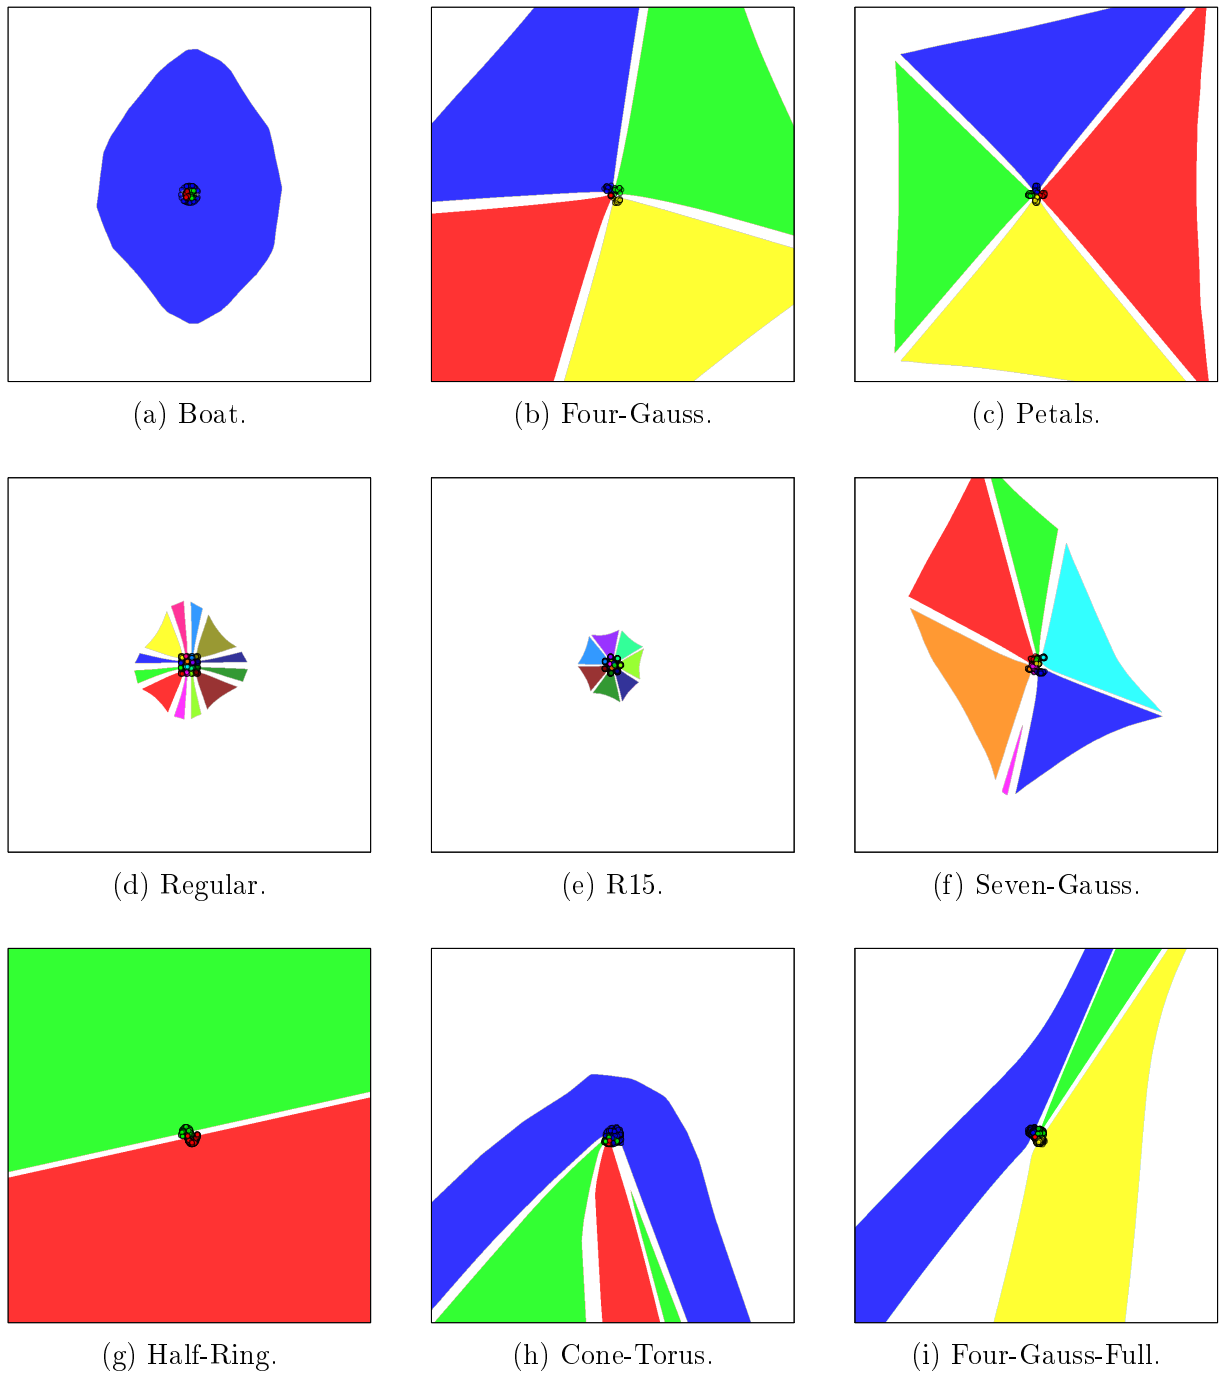 (a) Boat.
(b) Four-Gauss.
(c) Petals.
(d) Regular.
(e) R15.
(f) Seven-Gauss.
(g) Half-Ring.
(h) Cone-Torus.
(i) Four-Gauss-Full.